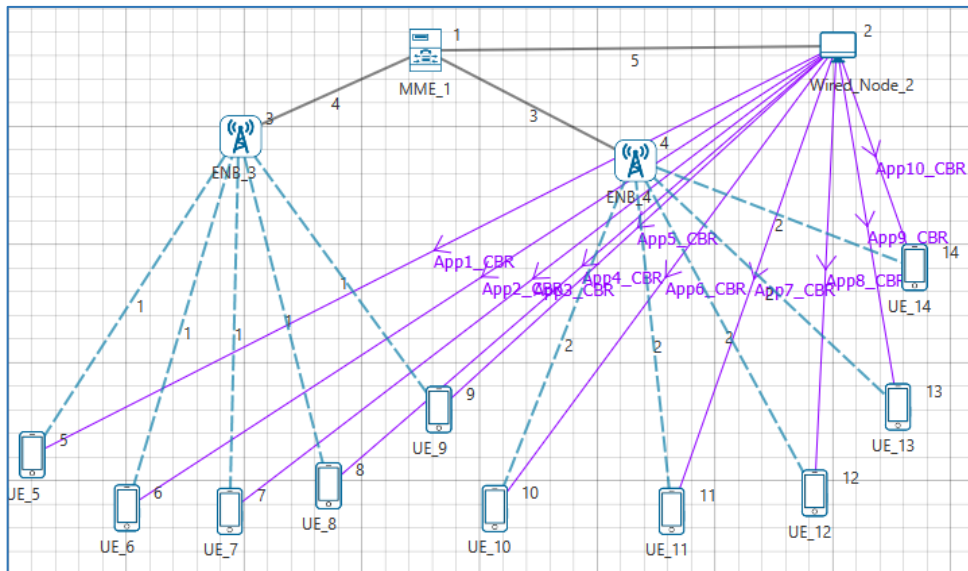 1
MME_1
5
2
Wired_Node_2
4
3
3
ENB_3
4
ENB_4
App10_CBR
2
App9_CBR
14
UE_14
App5_CBR
App1_CBR
App4_CBR
App6_CBR
App7_CBR
App8_CBR
App2_CBR
App3_CBR
1
1
1
1
1
2
2
2
2
9
UE_9
13
UE_13
5
UE_5
8
UE_8
12
UE_12
6
UE_6
7
UE_7
10
UE_10
11
UE_11